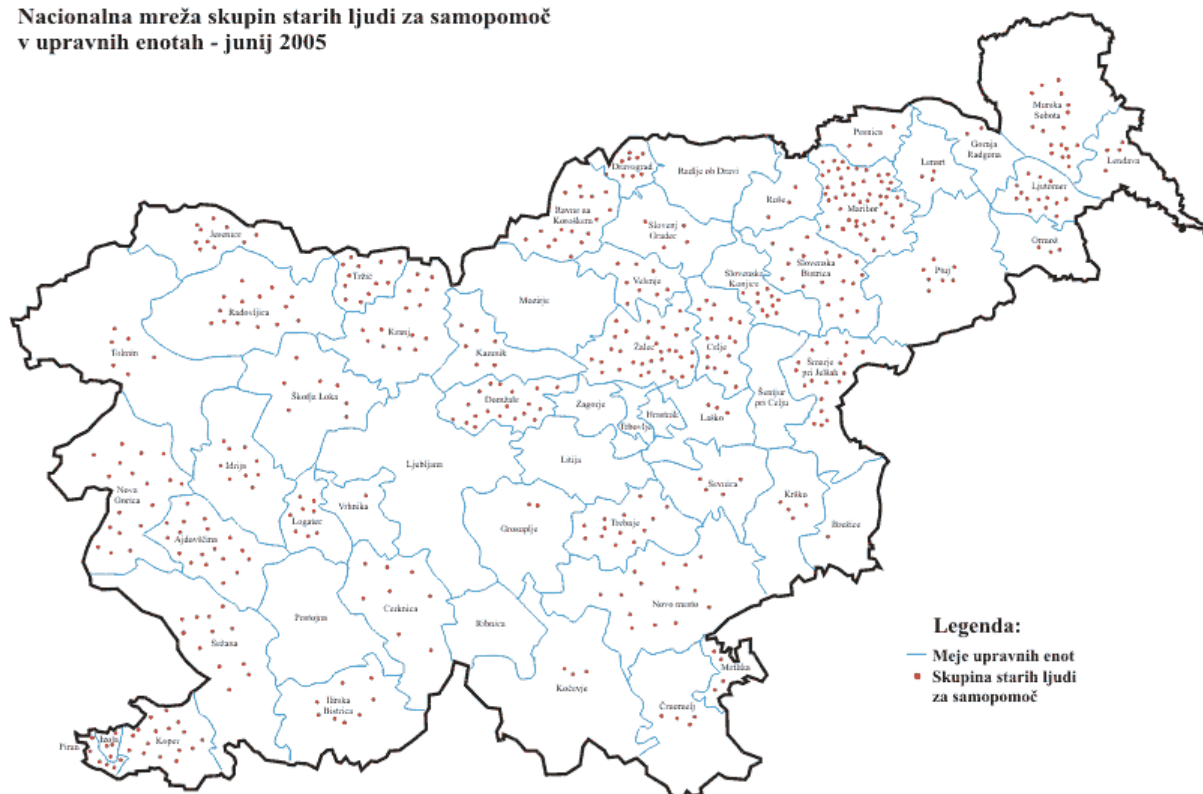 Nacionalna mreža skupin starih ljudi za samopomoč
v upravnih enotah - junij 2005
Murska
Sobota
Pesnica
Gornja
Radgona
Lenart
Lendava
Dravograd
Radlje ob Dravi
Ljutomer
Ruše
Maribor
Ravne na
Koroškem
Slovenj
Gradec
Jesenice
Ormož
Slovenska
Bistrica
Ptuj
Tržič
Velenje
Slovenske
Konjice
Mozirje
Radovljica
Kranj
Žalec
Celje
Tolmin
Kamnik
Šmarje
pri Jelšah
Škofja Loka
Domžale
Zagorje
Hrastnik
Šentjur
pri Celju
Laško
Trbovlje
Idrija
Ljubljana
Litija
Nova
Gorica
Sevnica
Krško
Vrhnika
Logatec
Grosuplje
Trebnje
Brežice
Ajdovščina
Postojna
Cerknica
Novo mesto
Ribnica
Sežana
Legenda:
Meje upravnih enot
Skupina starih ljudi
za samopomoč
Metlika
Kočevje
Ilirska
Bistrica
Črnomelj
Piran
Izola
Koper